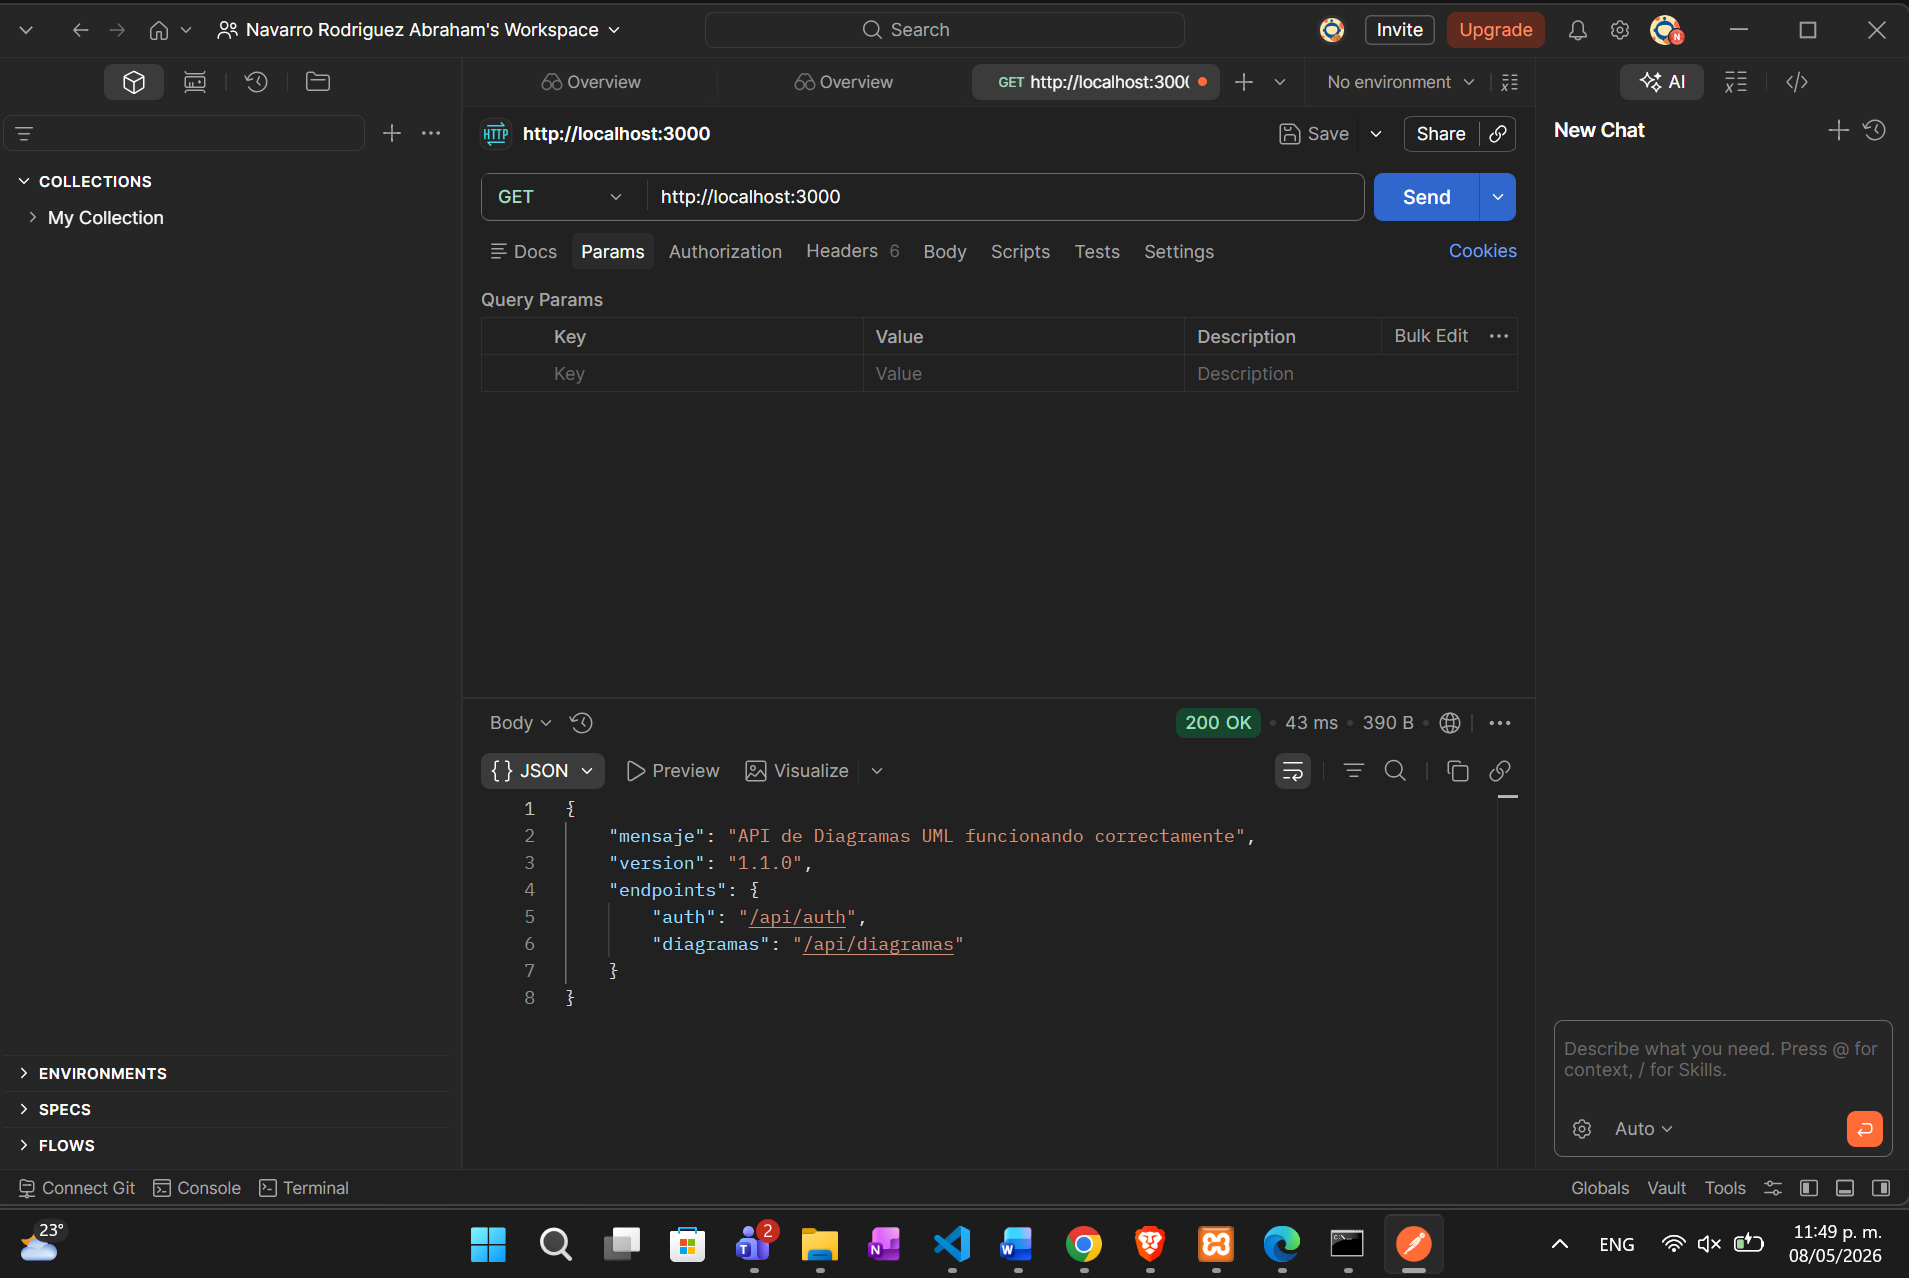 Navarro Rodriguez Abraham's Workspace
Search
Invite
Upgrade
N
Overview
Overview
GET http://localhost:300
No environment
AI
HTTP http://localhost:3000
Save
Share
New Chat
COLLECTIONS
My Collection
GET
http://localhost:3000
Send
Docs
Params
Authorization
Headers 6
Body
Scripts
Tests
Settings
Cookies
Query Params
Key
Value
Description
Bulk Edit
Key
Value
Description
Body
200 OK
43 ms
390 B
{} JSON
Preview
Visualize
1 {
2 "mensaje": "API de Diagramas UML funcionando correctamente",
3 "version": "1.1.0",
4 "endpoints": {
5 "auth": "/api/auth",
6 "diagramas": "/api/diagramas"
7 }
8 }
Describe what you need. Press @ for
context, / for Skills.
Auto
ENVIRONMENTS
SPECS
FLOWS
Connect Git
Console
Terminal
Globals
Vault
Tools
23°
2
ENG
11:49 p. m.
08/05/2026